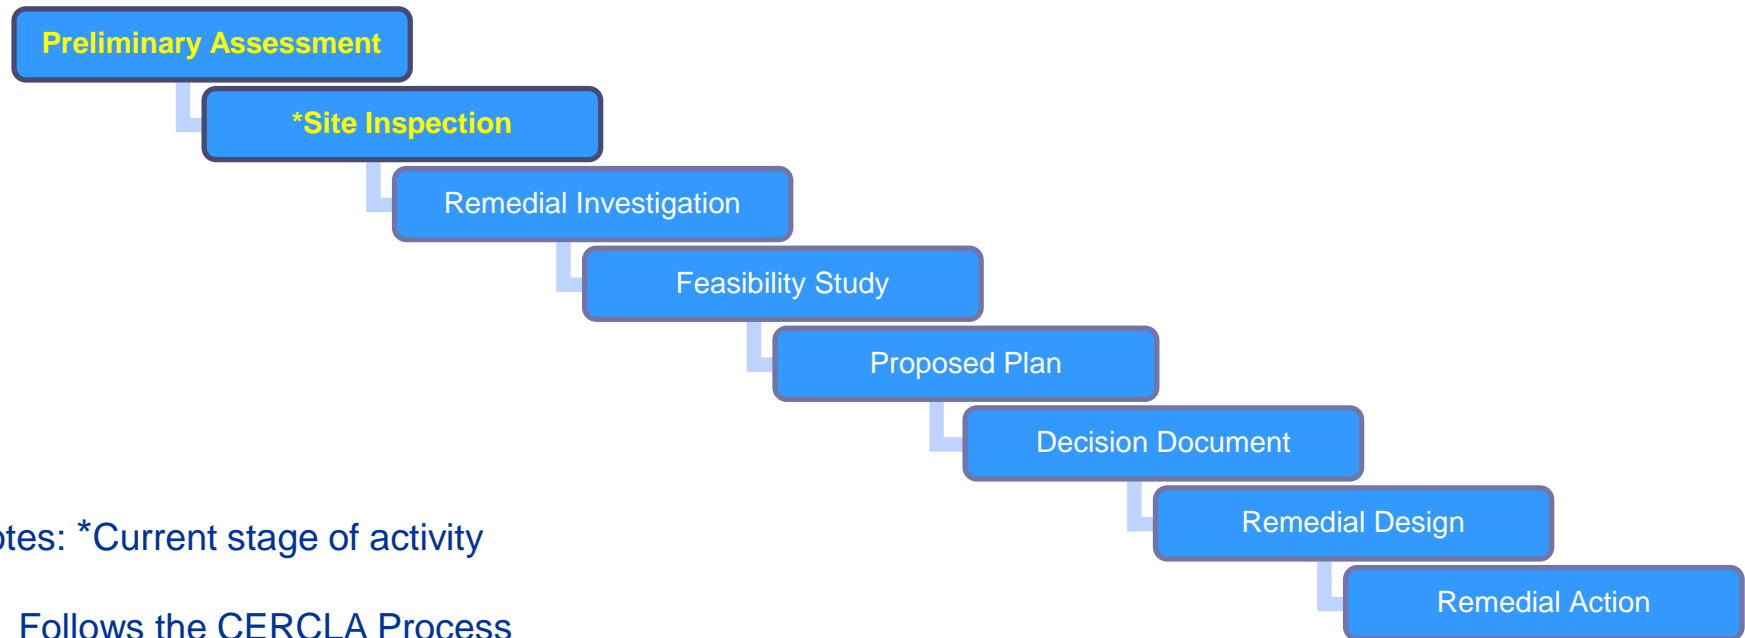 Preliminary Assessment
*Site Inspection
Remedial Investigation
Feasibility Study
Proposed Plan
Decision Document
Remedial Design
otes: *Current stage of activity
Remedial Action
Follows the CERCLA Process